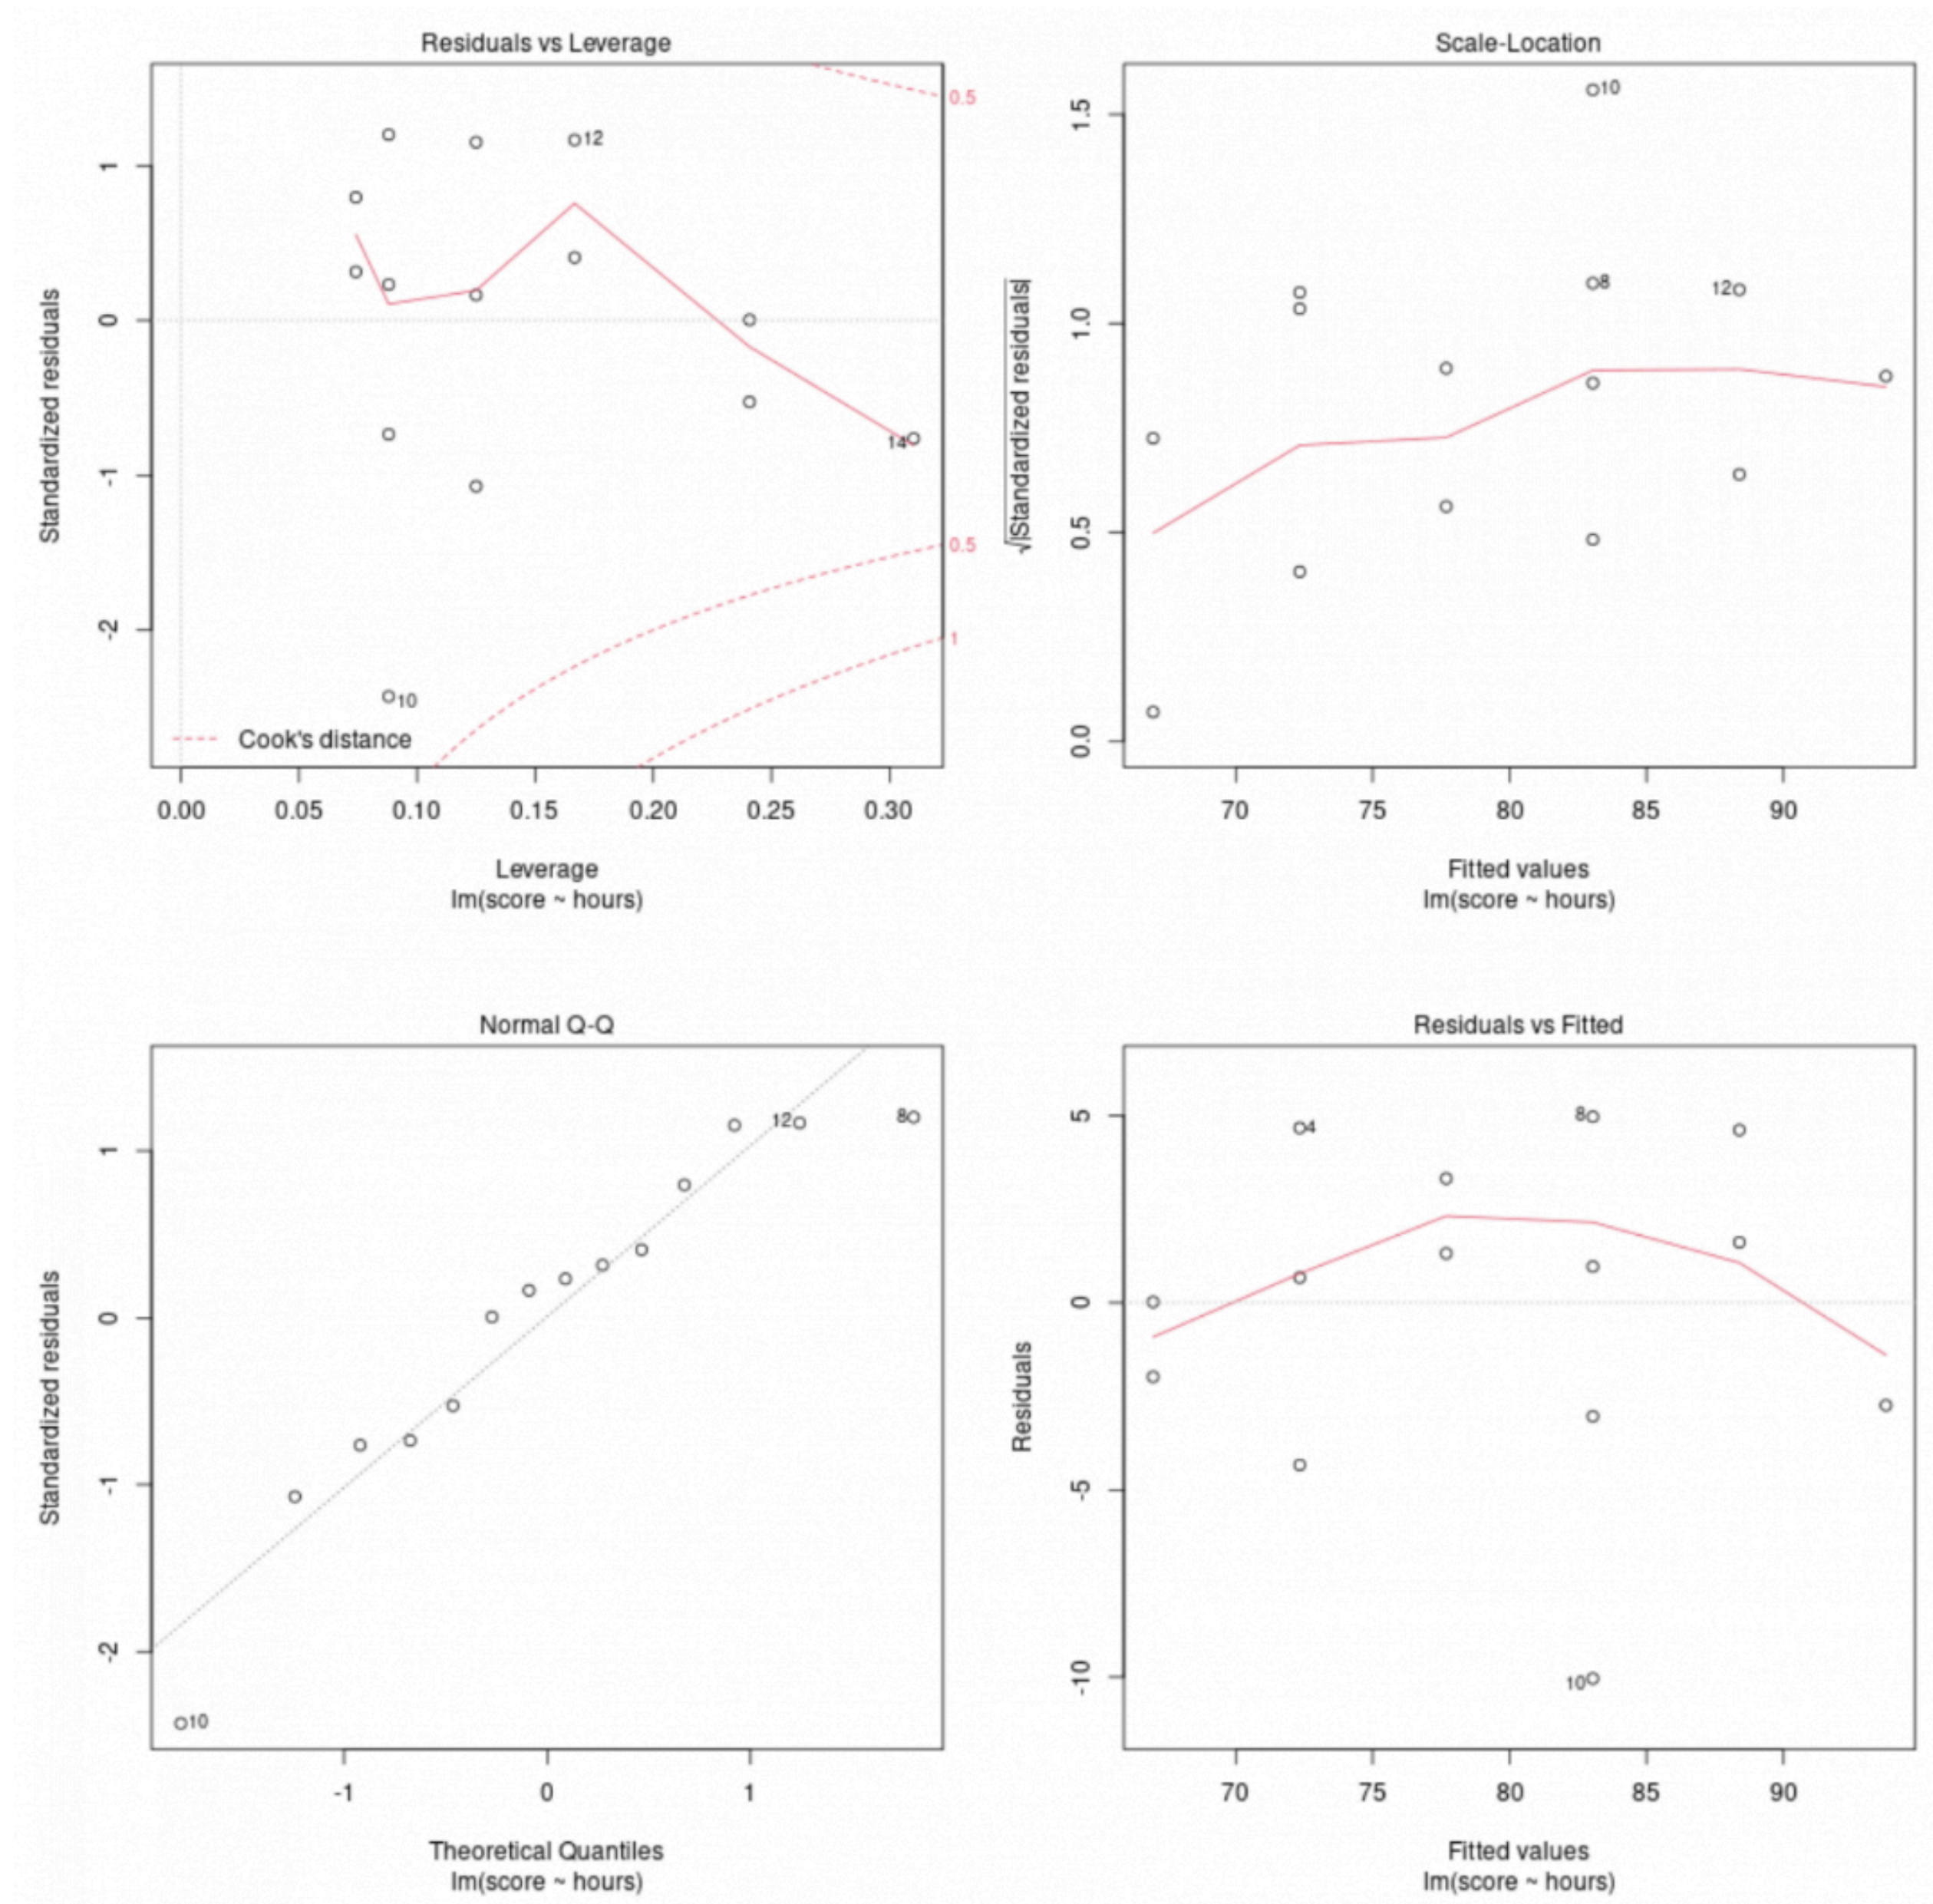 Residuals vs Leverage
Standardized residuals
1
0
-1
-2
0.5
0.5
1
12
14
10
Cook's distance
0.00 0.05 0.10 0.15 0.20 0.25 0.30
Leverage
lm(score ~ hours)
Scale-Location
√|Standardized residuals|
1.5
1.0
0.5
0.0
10
8
12
70 75 80 85 90
Fitted values
lm(score ~ hours)
Normal Q-Q
Standardized residuals
1
0
-1
-2
12
8
10
-1 0 1
Theoretical Quantiles
lm(score ~ hours)
Residuals vs Fitted
Residuals
5
0
-5
-10
4
8
10
70 75 80 85 90
Fitted values
lm(score ~ hours)